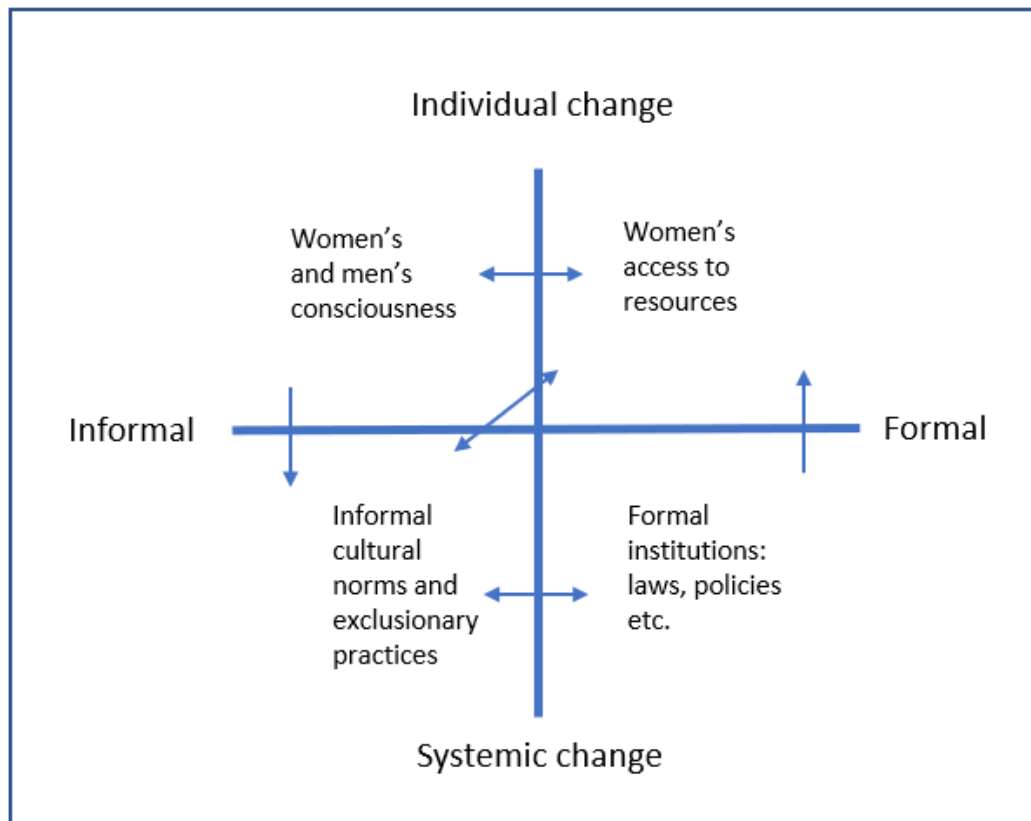 Individual change
Women’s
and men’s
consciousness
Women’s
access to
resources
Informal
Formal
Informal
cultural
norms and
exclusionary
practices
Formal
institutions:
laws, policies
etc.
Systemic change